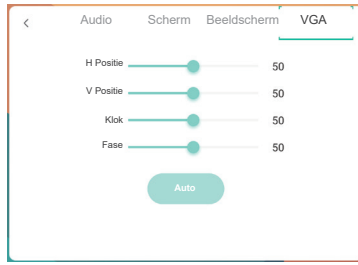 Audio Scherm Beeldscherm VGA
H Positie 50
V Positie 50
Klok 50
Fase 50
Auto